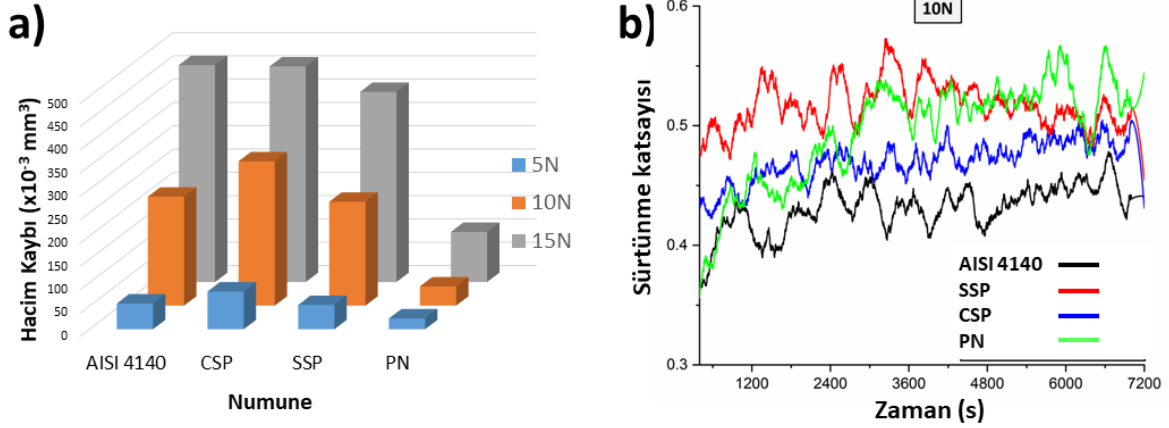 a)
Hacim Kaybı (x10⁻³ mm³)
500
450
400
350
300
250
200
150
100
50
0
5N
10N
15N
AISI 4140 CSP SSP PN
Numune
b)
10N
Sürtünme katsayısı
0.6
0.5
0.4
0.3
AISI 4140
SSP
CSP
PN
1200 2400 3600 4800 6000 7200
Zaman (s)